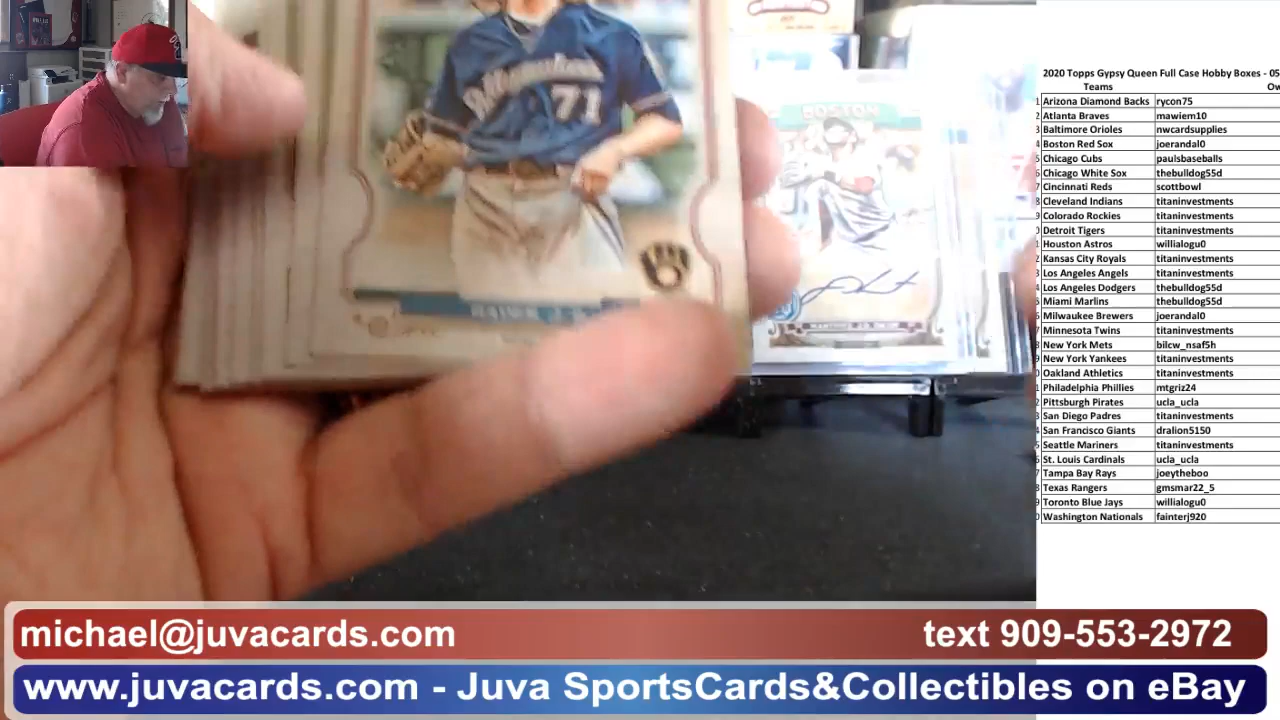 2020 Topps Gypsy Queen Full Case Hobby Boxes - 05
Teams Ow
Arizona Diamond Backs rycon75
Atlanta Braves mawiem10
Baltimore Orioles nwcardsupplies
Boston Red Sox joerandal0
Chicago Cubs paulsbaseballs
Chicago White Sox thebulldog55d
Cincinnati Reds scottbowl
Cleveland Indians titaninvestments
Colorado Rockies titaninvestments
Detroit Tigers titaninvestments
Houston Astros willialogu0
Kansas City Royals titaninvestments
Los Angeles Angels titaninvestments
Los Angeles Dodgers thebulldog55d
Miami Marlins thebulldog55d
Milwaukee Brewers joerandal0
Minnesota Twins titaninvestments
New York Mets bilcw_nsaf5h
New York Yankees titaninvestments
Oakland Athletics titaninvestments
Philadelphia Phillies mtgriz24
Pittsburgh Pirates ucla_ucla
San Diego Padres titaninvestments
San Francisco Giants dralion5150
Seattle Mariners titaninvestments
St. Louis Cardinals ucla_ucla
Tampa Bay Rays joeytheboo
Texas Rangers gmsmar22_5
Toronto Blue Jays willialogu0
Washington Nationals fainterj920
Brewers
71
BOSTON
michael@juvacards.com text 909-553-2972
www.juvacards.com - Juva SportsCards&Collectibles on eBay